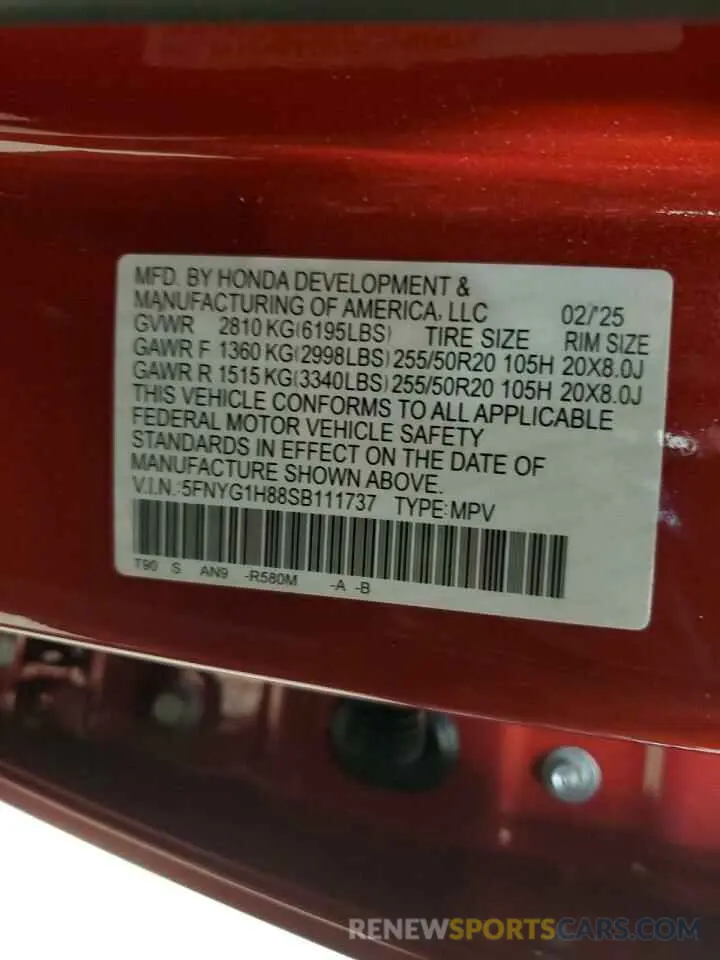 MFD. BY HONDA DEVELOPMENT &
MANUFACTURING OF AMERICA, LLC 02/'25
GVWR 2810 KG(6195LBS) TIRE SIZE RIM SIZE
GAWR F 1360 KG(2998LBS) 255/50R20 105H 20X8.0J
GAWR R 1515 KG(3340LBS) 255/50R20 105H 20X8.0J
THIS VEHICLE CONFORMS TO ALL APPLICABLE
FEDERAL MOTOR VEHICLE SAFETY
STANDARDS IN EFFECT ON THE DATE OF
MANUFACTURE SHOWN ABOVE.
V.I.N.:5FNYG1H88SB111737 TYPE:MPV
T90 S AN9 -R580M -A -B
RENEWSPORTSCARS.COM